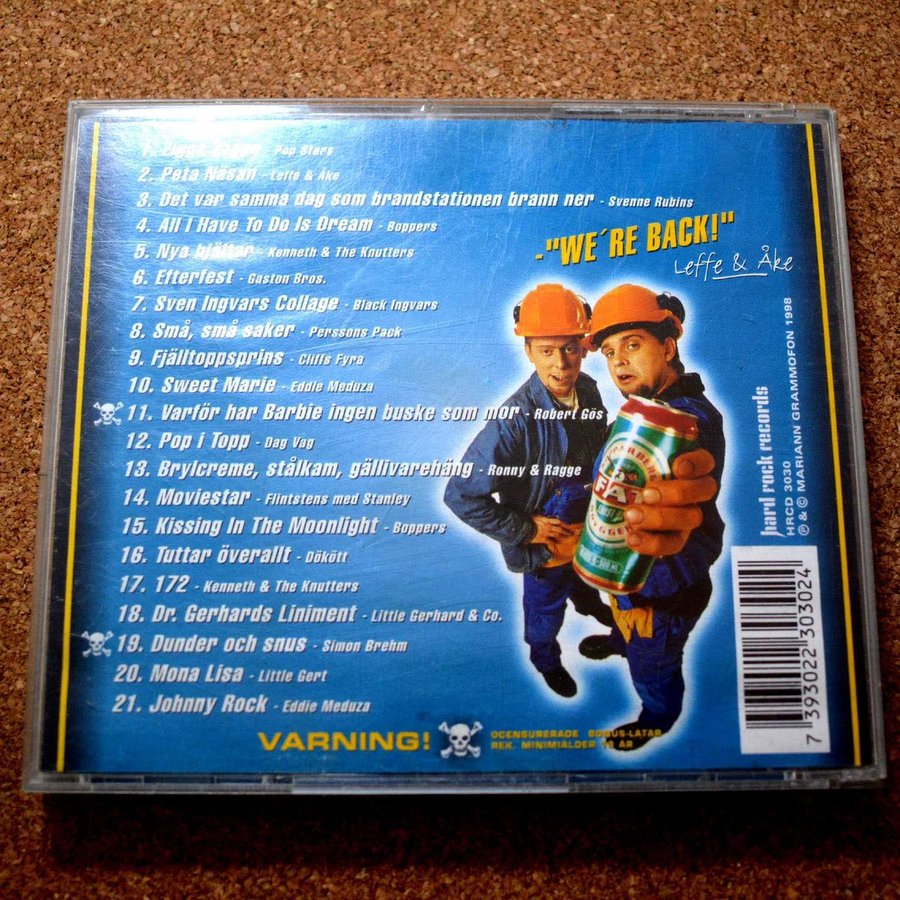 1. - Pop Stars
2. Peta Näsan - Leffe & Åke
3. Det var samma dag som brandstationen brann ner - Svenne Rubins
4. All I Have To Do Is Dream - Boppers
5. Nya hjältar - Kenneth & The Knutters
6. Efterfest - Gaston Bros.
7. Sven Ingvars Collage - Black Ingvars
8. Små, små saker - Perssons Pack
9. Fjälltoppsprins - Cliffs Fyra
10. Sweet Marie - Eddie Meduza
11. Varför har Barbie ingen buske som mor - Robert Gös
12. Pop i Topp - Dag Vag
13. Brylcreme, stålkam, gällivarehäng - Ronny & Ragge
14. Moviestar - Flintstens med Stanley
15. Kissing In The Moonlight - Boppers
16. Tuttar överallt - Dökött
17. 172 - Kenneth & The Knutters
18. Dr. Gerhards Liniment - Little Gerhard & Co.
19. Dunder och snus - Simon Brehm
20. Mona Lisa - Little Gert
21. Johnny Rock - Eddie Meduza
VARNING!
OCENSURERADE BONUS-LÅTAR
REK. MINIMIÅLDER ÅR
- "WE´RE BACK!"
Leffe & Åke
FAT
hard rock records
HRCD 3030
℗ & © MARIANN GRAMMOFON 1998
7 393022 303024